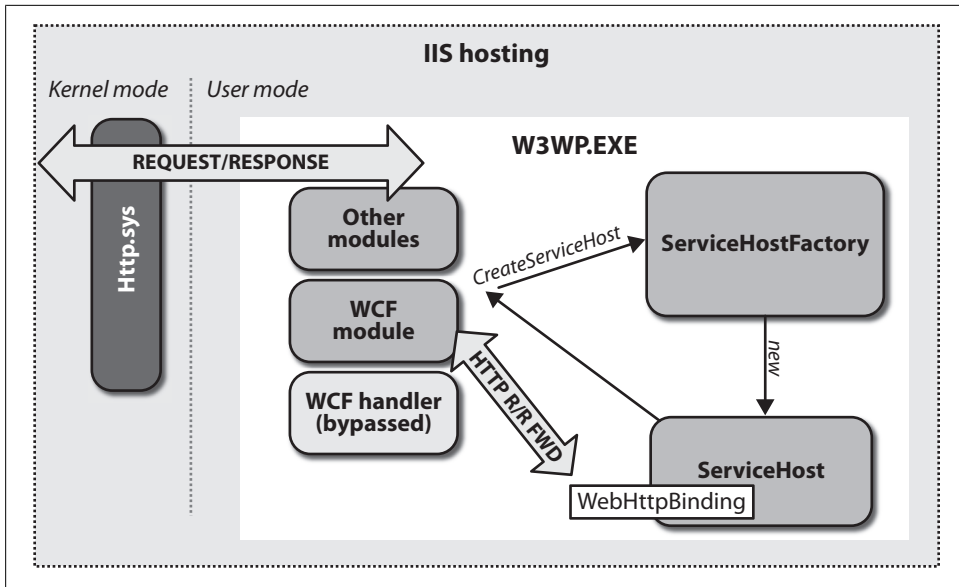 IIS hosting
Kernel mode
User mode
W3WP.EXE
REQUEST/RESPONSE
Http.sys
Other
modules
CreateServiceHost
ServiceHostFactory
WCF
module
new
HTTP R/R FWD
WCF handler
(bypassed)
ServiceHost
WebHttpBinding